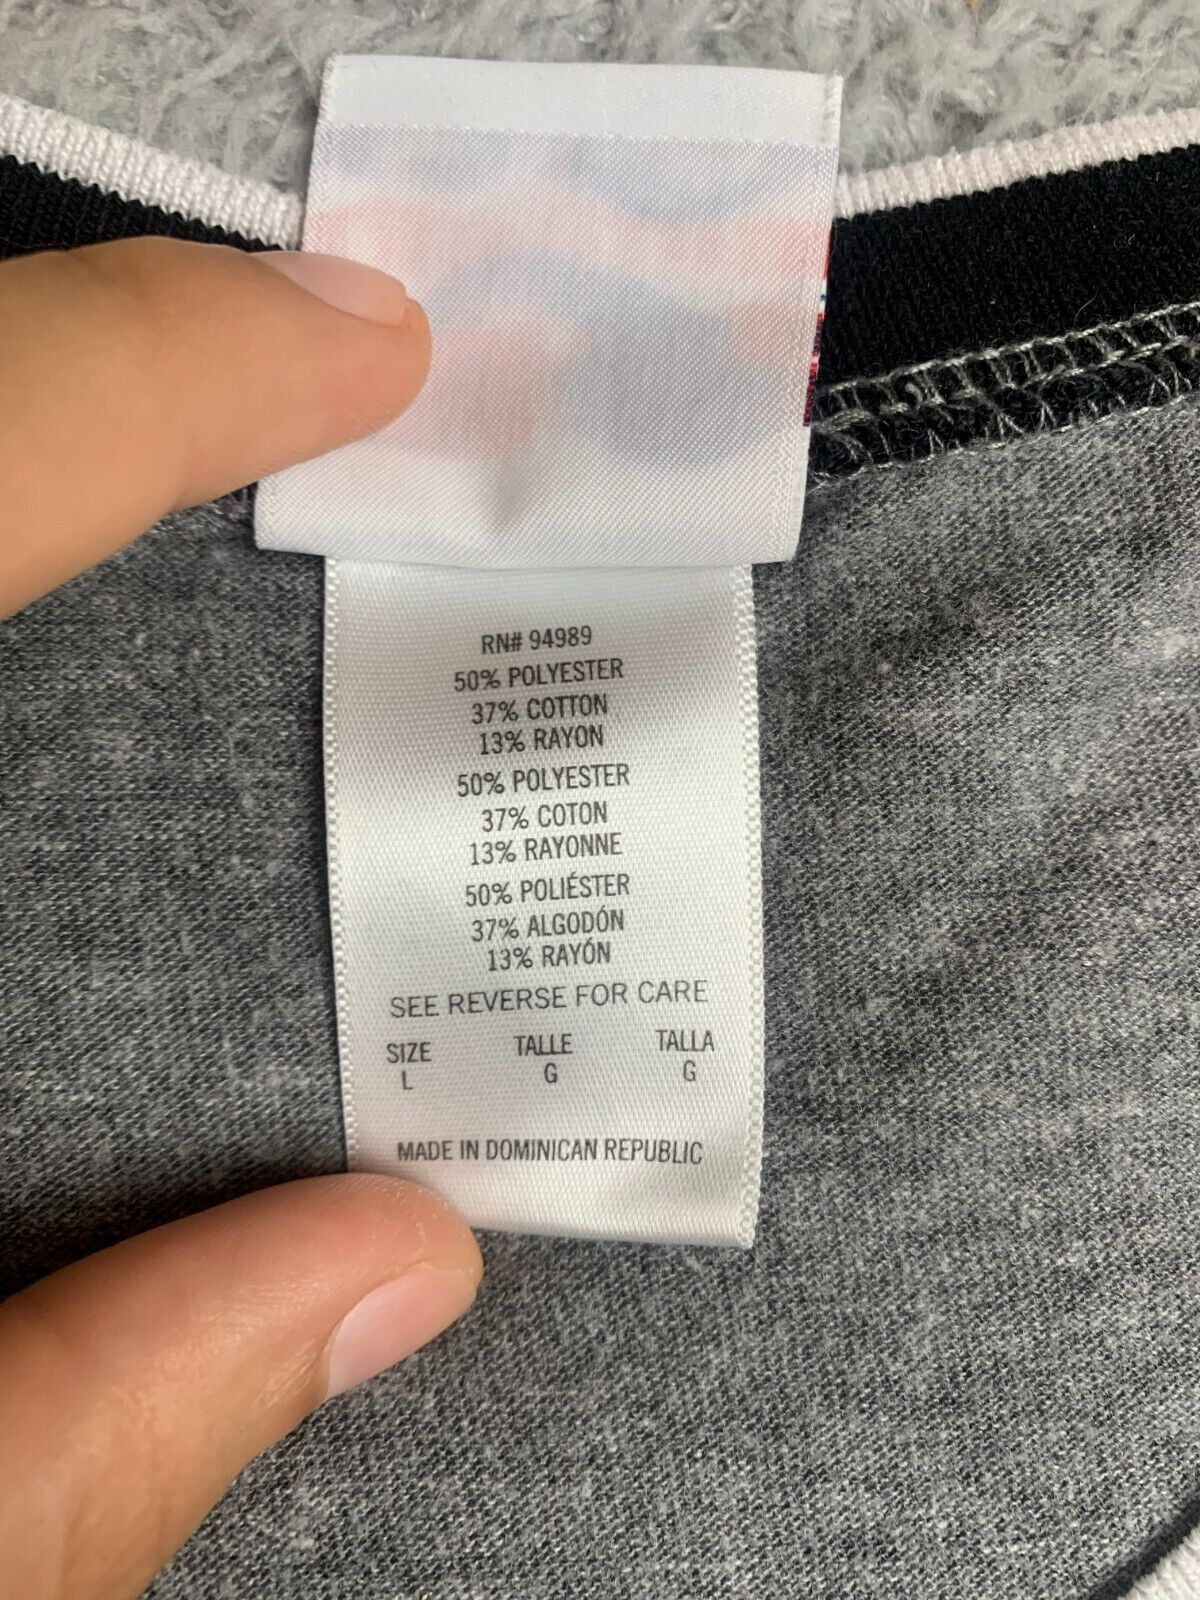 RN# 94989
50% POLYESTER
37% COTTON
13% RAYON
50% POLYESTER
37% COTON
13% RAYONNE
50% POLIÉSTER
37% ALGODÓN
13% RAYÓN
SEE REVERSE FOR CARE
SIZE TALLE TALLA
L G G
MADE IN DOMINICAN REPUBLIC